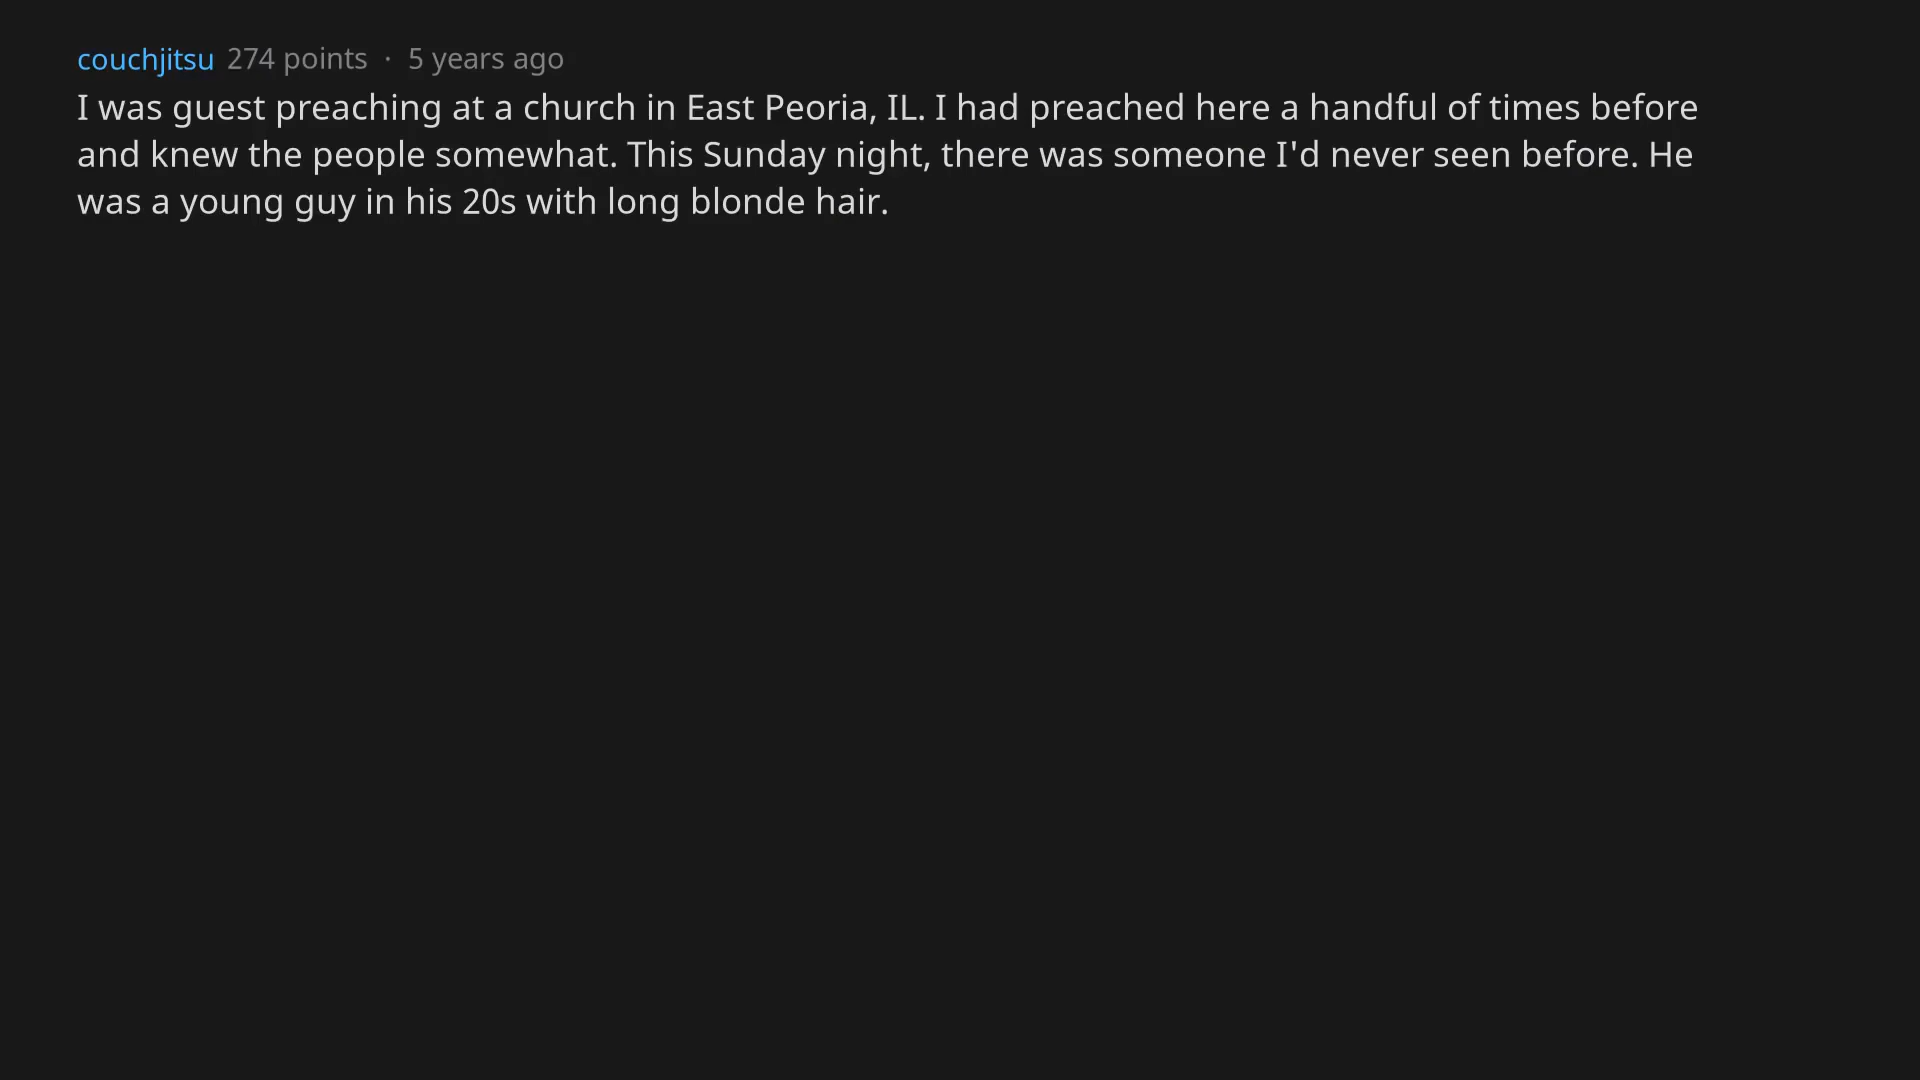 couchjitsu 274 points · 5 years ago
I was guest preaching at a church in East Peoria, IL. I had preached here a handful of times before
and knew the people somewhat. This Sunday night, there was someone I'd never seen before. He
was a young guy in his 20s with long blonde hair.